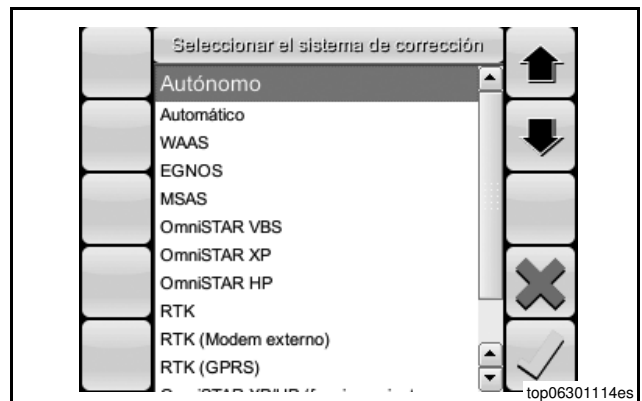 Seleccionar el sistema de corrección
Autónomo
Automático
WAAS
EGNOS
MSAS
OmniSTAR VBS
OmniSTAR XP
OmniSTAR HP
RTK
RTK (Modem externo)
RTK (GPRS)
top06301114es